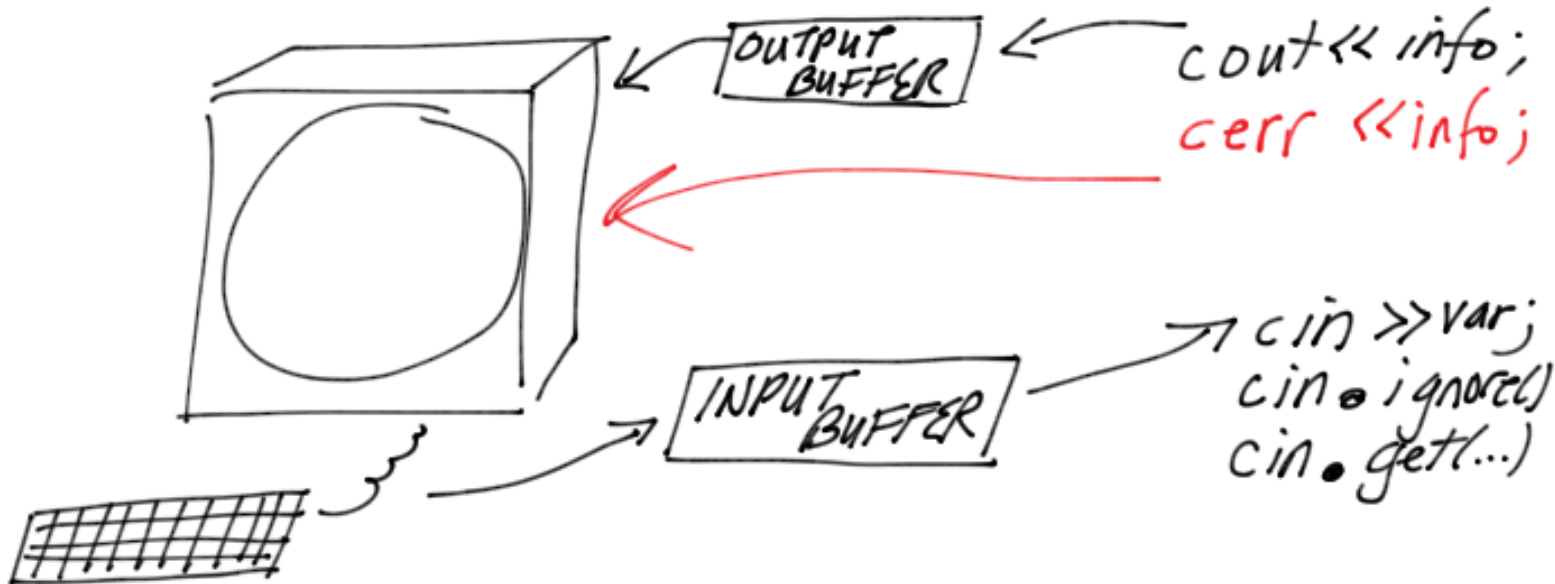 OUTPUT
BUFFER
cout << info;
cerr << info;
INPUT
BUFFER
cin >> var;
cin.ignore()
cin.get(...)